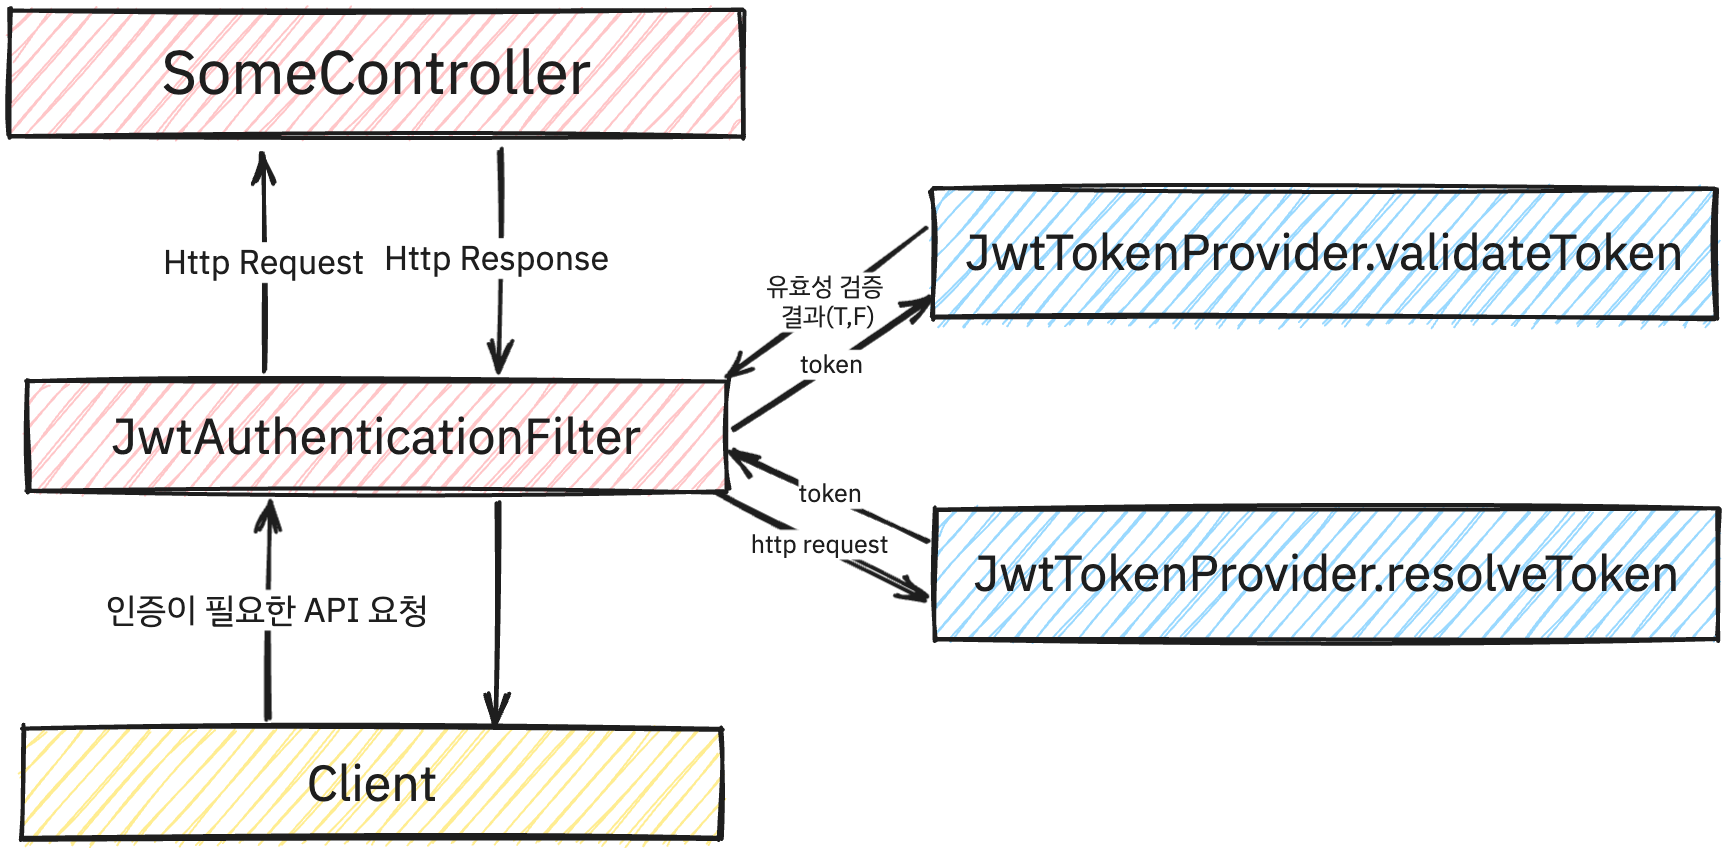 SomeController
Http Request
Http Response
JwtTokenProvider.validateToken
유효성 검증
결과(T,F)
token
JwtAuthenticationFilter
token
http request
JwtTokenProvider.resolveToken
인증이 필요한 API 요청
Client